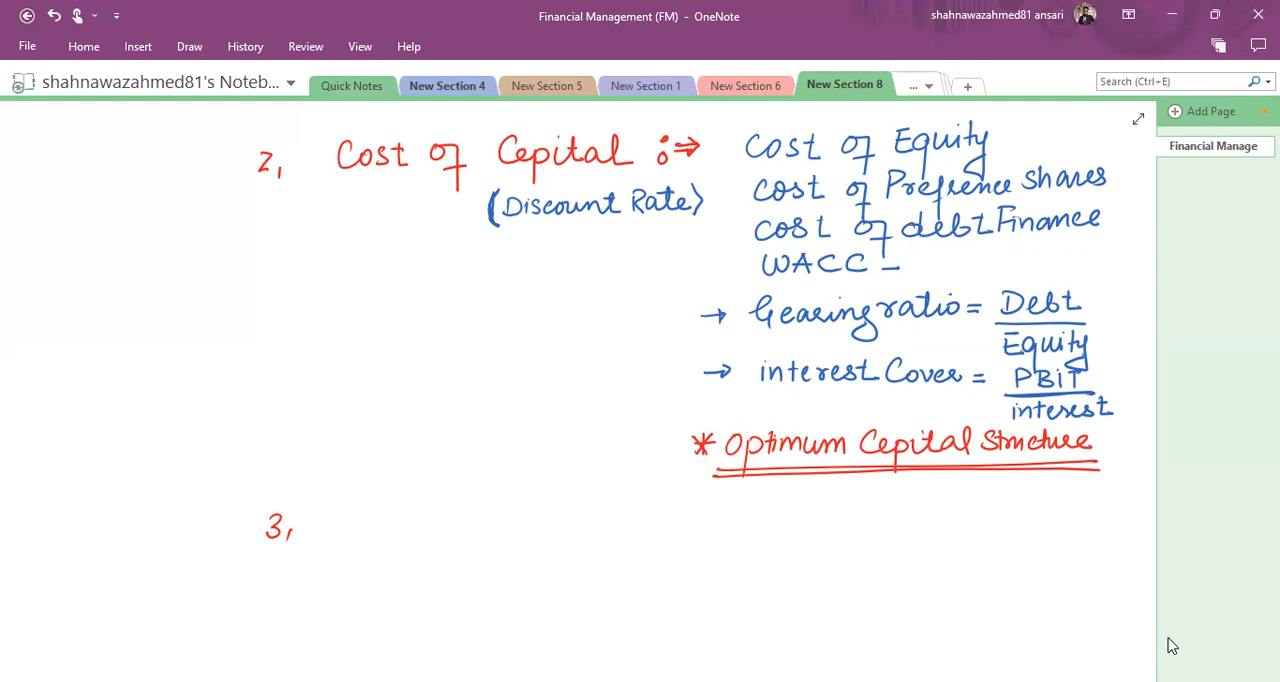 Financial Management (FM) - OneNote
shahnawazahmed81 ansari
File Home Insert Draw History Review View Help
shahnawazahmed81's Noteb...
Quick Notes New Section 4 New Section 5 New Section 1 New Section 6 New Section 8 ... +
Search (Ctrl+E)
Add Page
Financial Manage
2, Cost of Cepital :⇒ Cost of Equity
(Discount Rate)
Cost of Prefrence Shares
Cost of debt Finance
WACC -
→ Gearing ratio = Debt
Equity
→ interest Cover = PBIT
interest
* Optimum Cepital Structure
3,